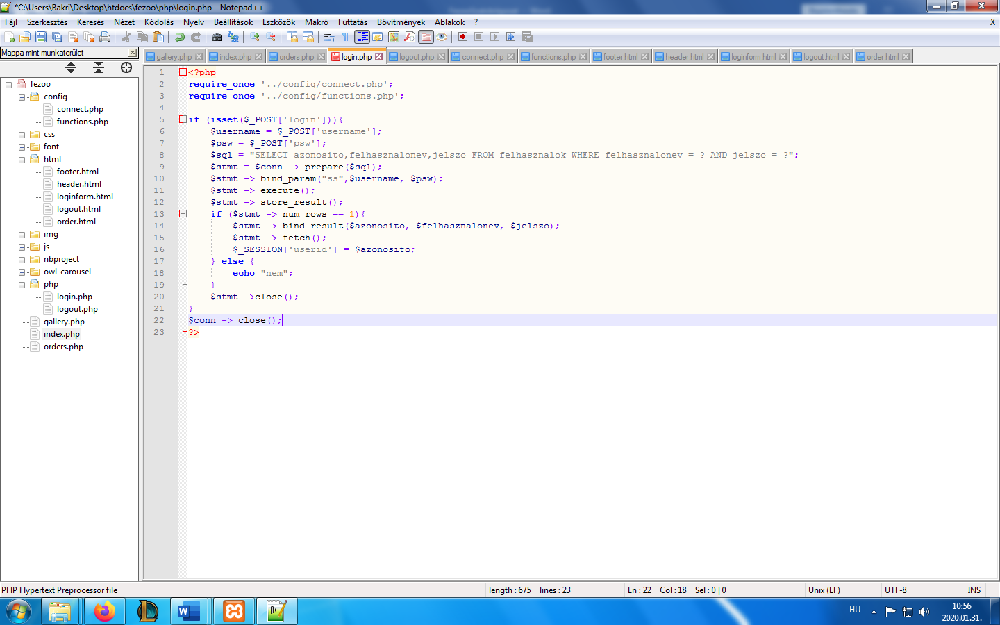 *C:\Users\Bakri\Desktop\htdocs\fezoo\php\login.php - Notepad++
Fájl Szerkesztés Keresés Nézet Kódolás Nyelv Beállítások Eszközök Makró Futtatás Bővítmények Ablakok ? X
Mappa mint munkaterület
gallery.php index.php orders.php login.php logout.php connect.php functions.php footer.html header.html loginform.html logout.html order.html
fezoo
config
connect.php
functions.php
css
font
html
footer.html
header.html
loginform.html
logout.html
order.html
img
js
nbproject
owl-carousel
php
login.php
logout.php
gallery.php
index.php
orders.php
1 <?php
2 require_once '../config/connect.php';
3 require_once '../config/functions.php';
4
5 if (isset($_POST['login'])){
6 $username = $_POST['username'];
7 $psw = $_POST['psw'];
8 $sql = "SELECT azonosito,felhasznalonev,jelszo FROM felhasznalok WHERE felhasznalonev = ? AND jelszo = ?";
9 $stmt = $conn -> prepare($sql);
10 $stmt -> bind_param("ss",$username, $psw);
11 $stmt -> execute();
12 $stmt -> store_result();
13 if ($stmt -> num_rows == 1){
14 $stmt -> bind_result($azonosito, $felhasznalonev, $jelszo);
15 $stmt -> fetch();
16 $_SESSION['userid'] = $azonosito;
17 } else {
18 echo "nem";
19 }
20 $stmt ->close();
21 }
22 $conn -> close();
23 ?>
PHP Hypertext Preprocessor file length : 675 lines : 23 Ln : 22 Col : 18 Sel : 0 | 0 Unix (LF) UTF-8 INS
HU 10:56
2020.01.31.